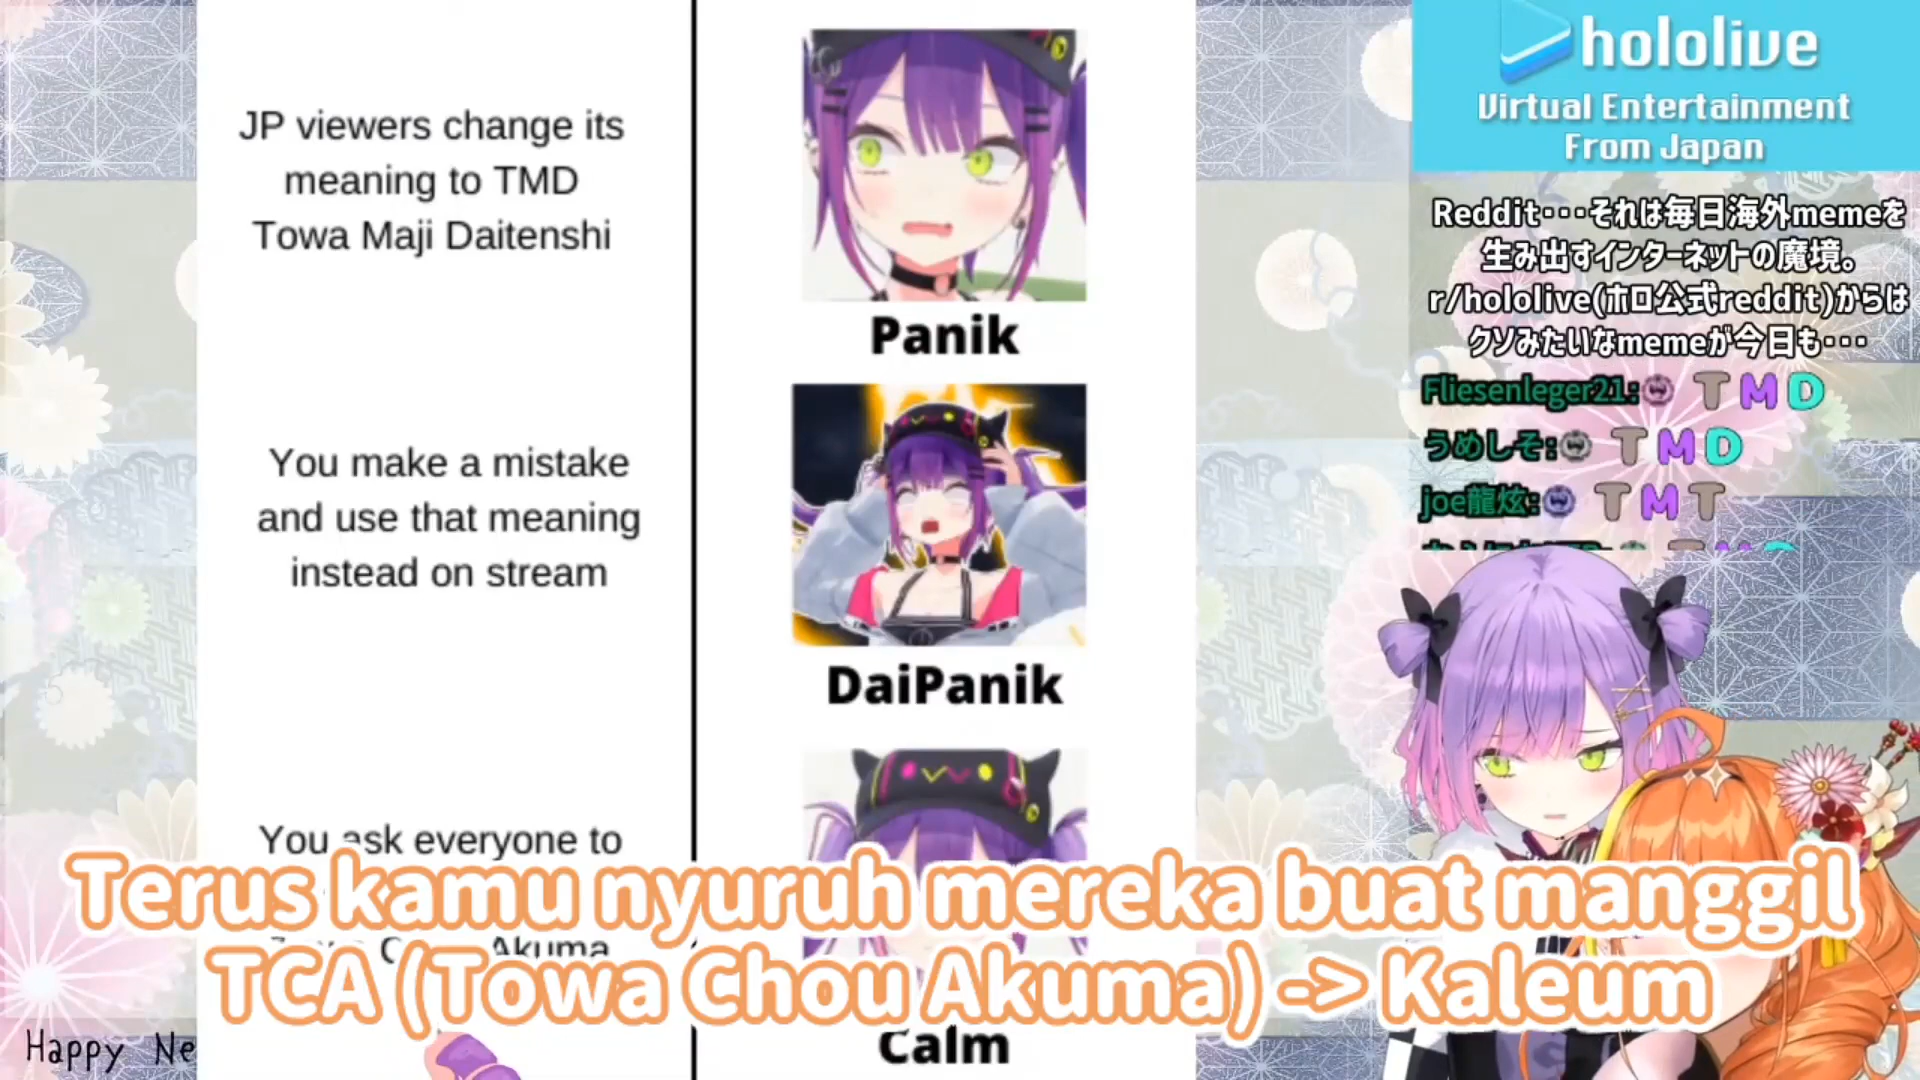 JP viewers change its
meaning to TMD
Towa Maji Daitenshi
Panik
You make a mistake
and use that meaning
instead on stream
DaiPanik
You ask everyone to
Akuma
Calm
Terus kamu nyuruh mereka buat manggil
TCA (Towa Chou Akuma) -> Kaleum
Happy Ne
hololive
Virtual Entertainment
From Japan
Reddit･･･それは毎日海外memeを
生み出すインターネットの魔境。
r/hololive(ホロ公式reddit)からは
クソみたいなmemeが今日も･･･
Fliesenleger21: TMD
うめしそ: TMD
joe龍炫: TMT